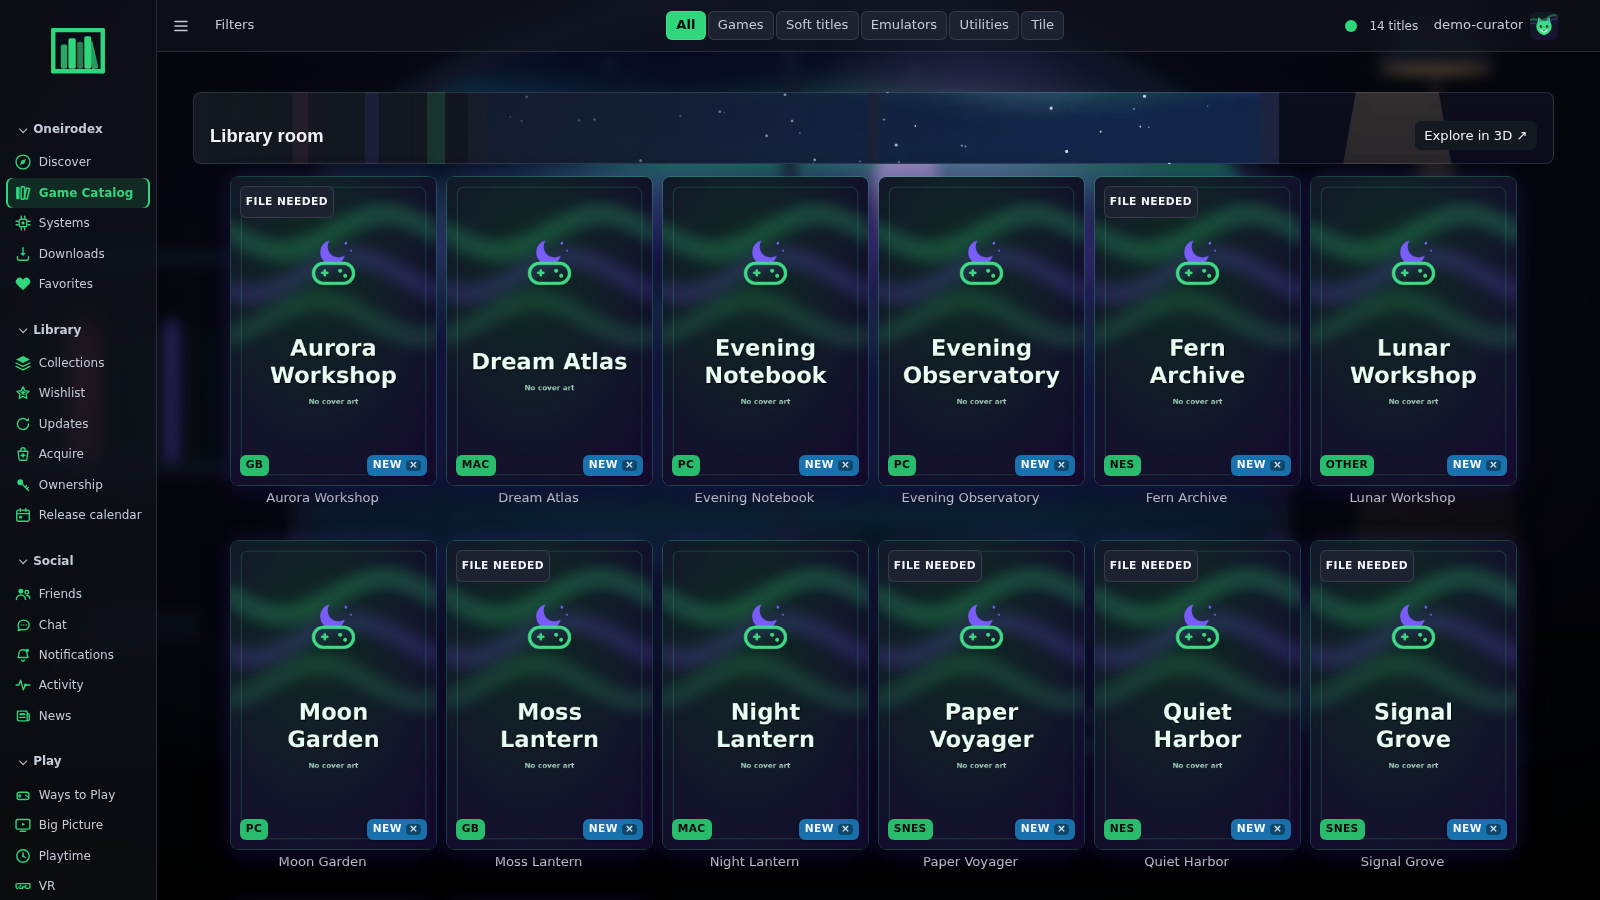 Filters
All
Games
Soft titles
Emulators
Utilities
Tile
14 titles
demo-curator
Oneirodex
Discover
Game Catalog
Systems
Downloads
Favorites
Library
Collections
Wishlist
Updates
Acquire
Ownership
Release calendar
Social
Friends
Chat
Notifications
Activity
News
Play
Ways to Play
Big Picture
Playtime
VR
Library room
Explore in 3D ↗
FILE NEEDED
Aurora
Workshop
No cover art
GB
NEW ×
Aurora Workshop
Dream Atlas
No cover art
MAC
NEW ×
Dream Atlas
Evening
Notebook
No cover art
PC
NEW ×
Evening Notebook
Evening
Observatory
No cover art
PC
NEW ×
Evening Observatory
FILE NEEDED
Fern
Archive
No cover art
NES
NEW ×
Fern Archive
Lunar
Workshop
No cover art
OTHER
NEW ×
Lunar Workshop
Moon
Garden
No cover art
PC
NEW ×
Moon Garden
FILE NEEDED
Moss
Lantern
No cover art
GB
NEW ×
Moss Lantern
Night
Lantern
No cover art
MAC
NEW ×
Night Lantern
FILE NEEDED
Paper
Voyager
No cover art
SNES
NEW ×
Paper Voyager
FILE NEEDED
Quiet
Harbor
No cover art
NES
NEW ×
Quiet Harbor
FILE NEEDED
Signal
Grove
No cover art
SNES
NEW ×
Signal Grove